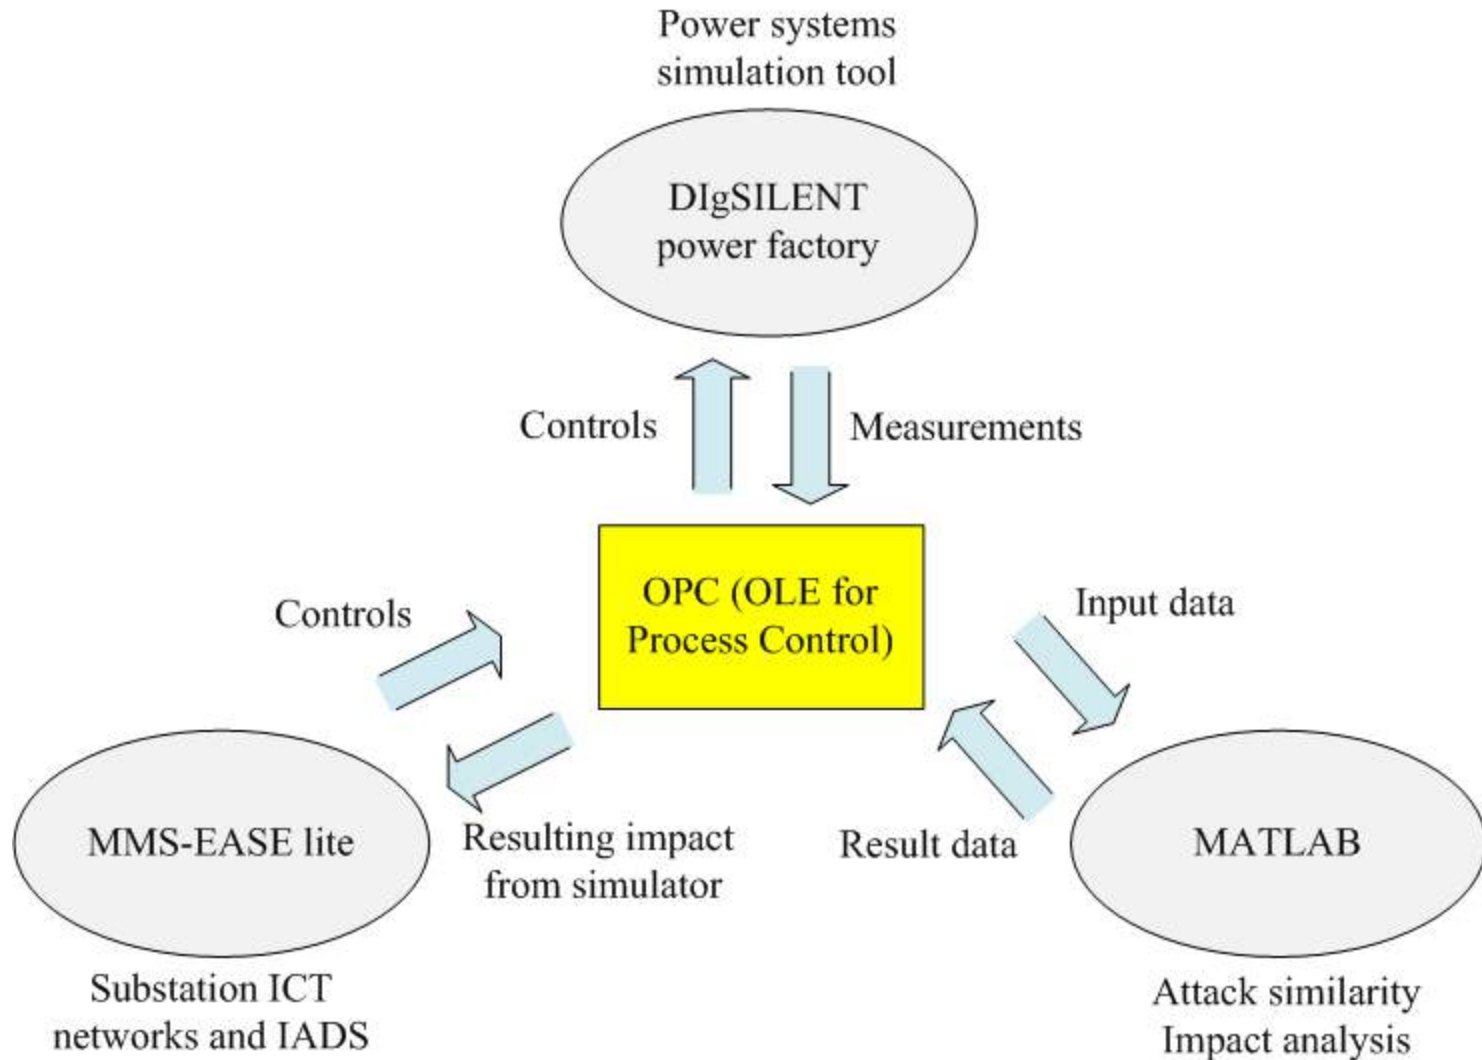 Power systems
simulation tool
DIgSILENT
power factory
Controls
Measurements
OPC (OLE for
Process Control)
Controls
Input data
MMS-EASE lite
Resulting impact
from simulator
Result data
MATLAB
Substation ICT
networks and IADS
Attack similarity
Impact analysis